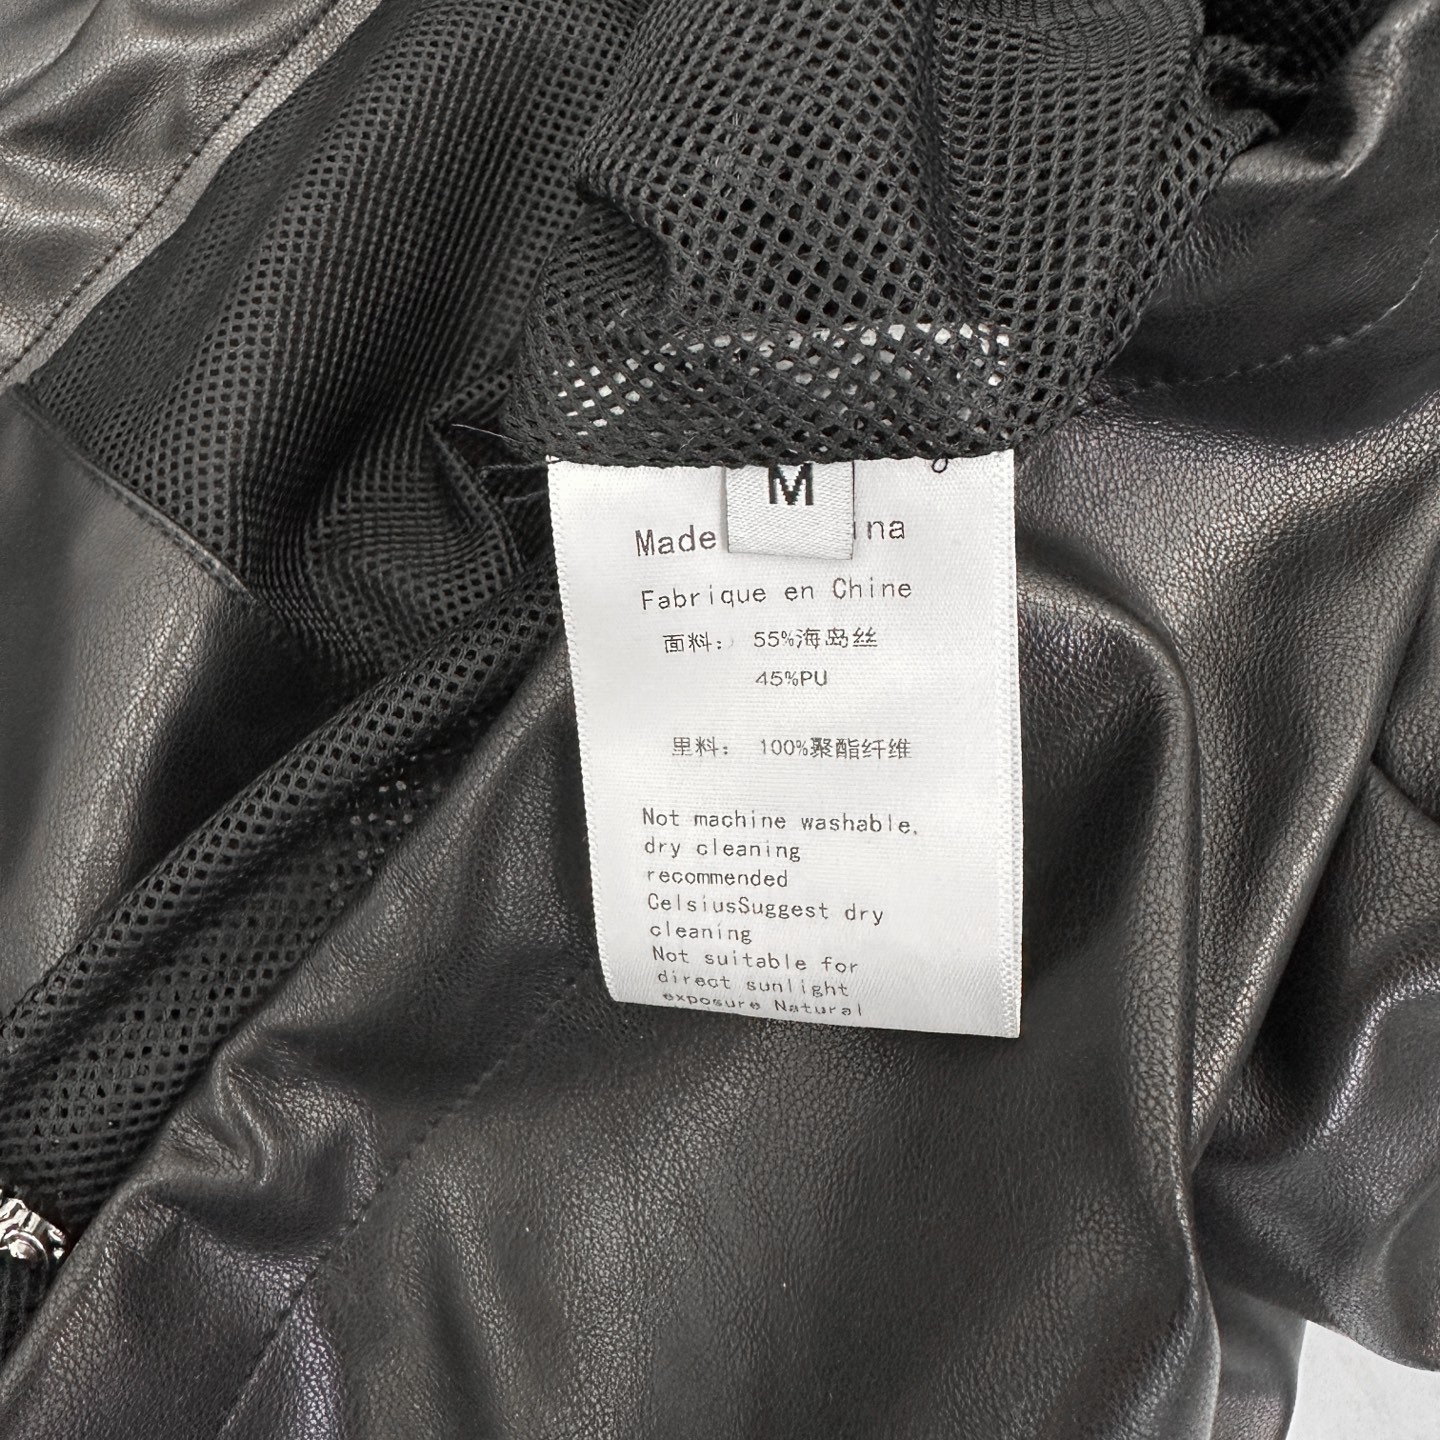 M
Made ina
Fabrique en Chine
面料： 55%海岛丝
45%PU
里料： 100%聚酯纤维
Not machine washable.
dry cleaning
recommended
CelsiusSuggest dry
cleaning
Not suitable for
direct sunlight
exposure Natural